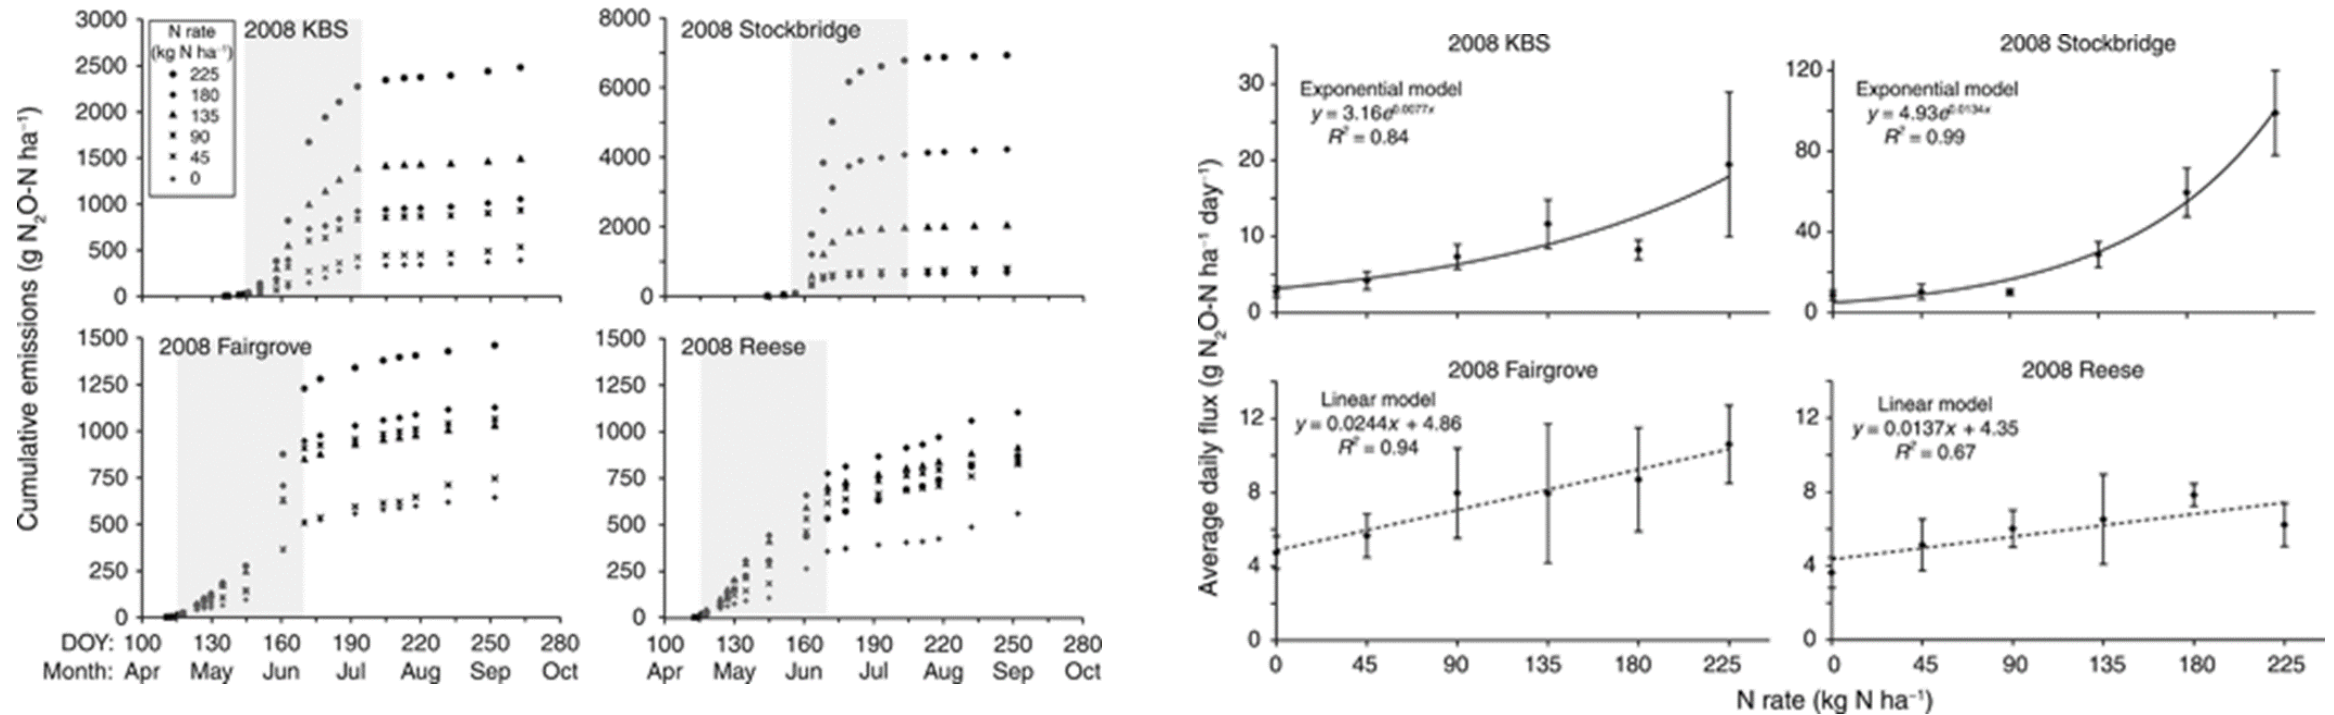 Cumulative emissions (g N₂O-N ha⁻¹)
2008 KBS
N rate
(kg N ha⁻¹)
225
180
135
90
45
0
3000
2500
2000
1500
1000
500
0
2008 Stockbridge
8000
6000
4000
2000
0
2008 Fairgrove
1500
1250
1000
750
500
250
0
2008 Reese
1500
1250
1000
750
500
250
0
DOY: 100 130 160 190 220 250 280 100 130 160 190 220 250 280
Month: Apr May Jun Jul Aug Sep Oct Apr May Jun Jul Aug Sep Oct
Average daily flux (g N₂O-N ha⁻¹ day⁻¹)
2008 KBS
Exponential model
y = 3.16e⁰·⁰⁰⁷⁷ˣ
R² = 0.84
30
20
10
0
2008 Stockbridge
Exponential model
y = 4.93e⁰·⁰¹³⁴ˣ
R² = 0.99
120
80
40
0
2008 Fairgrove
Linear model
y = 0.0244x + 4.86
R² = 0.94
12
8
4
0
2008 Reese
Linear model
y = 0.0137x + 4.35
R² = 0.67
12
8
4
0
0 45 90 135 180 225 0 45 90 135 180 225
N rate (kg N ha⁻¹)